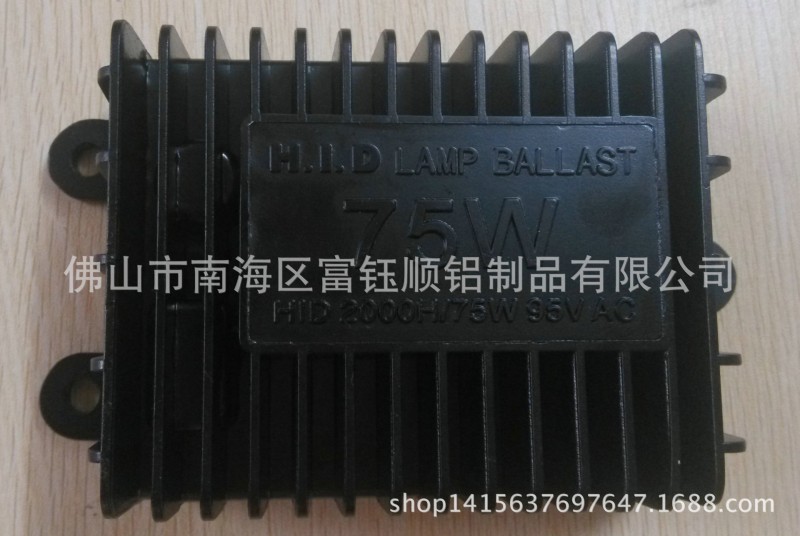 H.I.D LAMP BALLAST
75W
佛山市南海区富钰顺铝制品有限公司
HID 2000H/75W 95V AC
shop1415637697647.1688.com